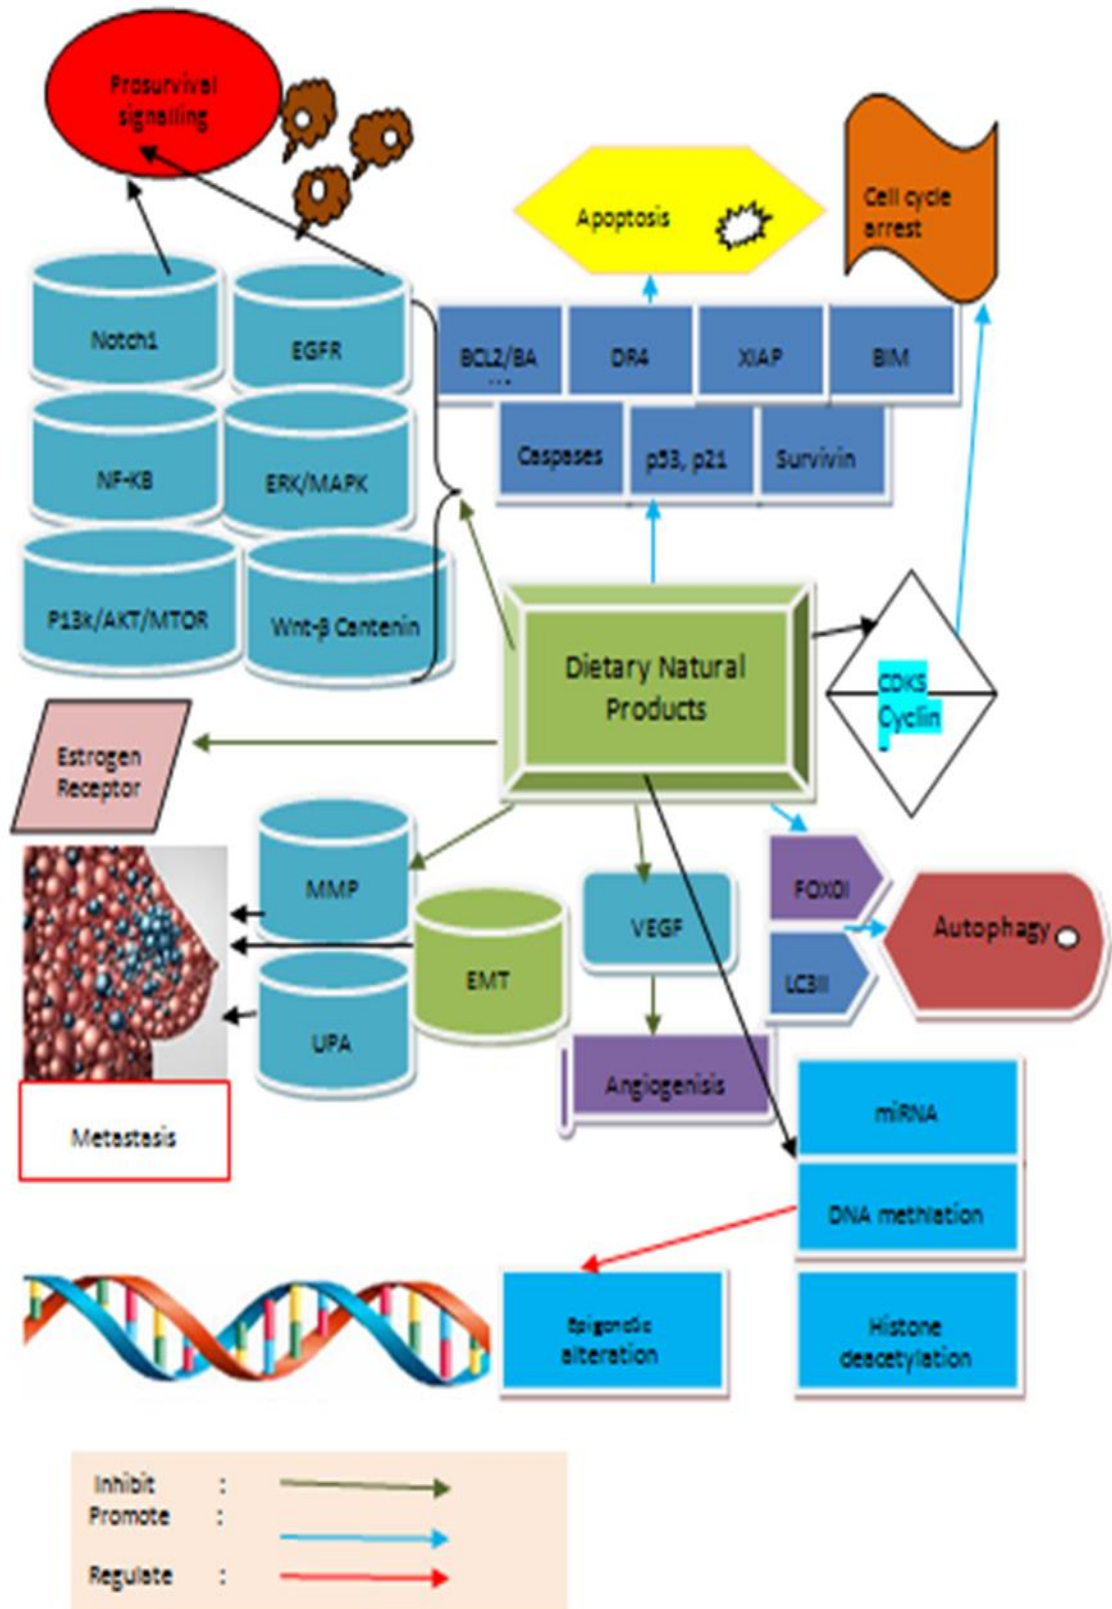 Prosurvival
signalling
Apoptosis
Cell cycle
arrest
Notch1
EGFR
BCL2/BA
...
DR4
XIAP
BIM
NF-KB
ERK/MAPK
Caspases
p53, p21
Survivin
P13k/AKT/MTOR
Wnt-β Cantenin
Dietary Natural
Products
CDKS
Cyclin
Estrogen
Receptor
MMP
VEGF
FOX0I
Autophagy
EMT
LC3II
UPA
Angiogenisis
Metastasis
miRNA
DNA methlation
Epigenetic
alteration
Histone
deacetylation
Inhibit :
Promote :
Regulate :